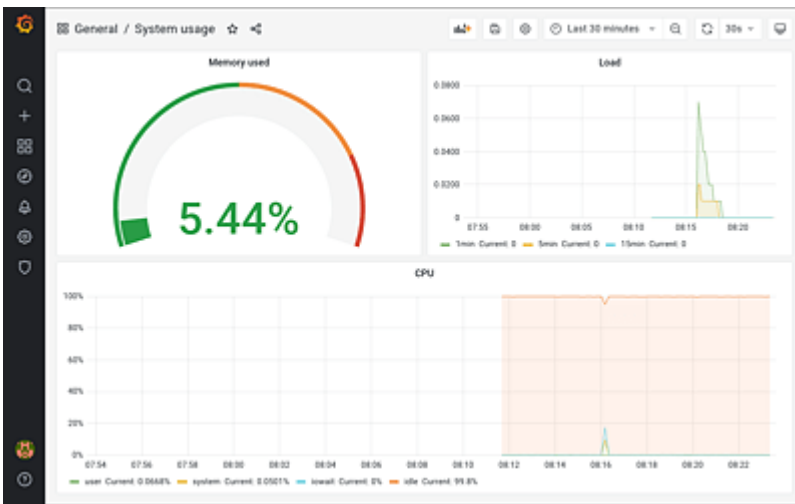 General / System usage
Last 30 minutes
30s
Memory used
5.44%
Load
0.0800
0.0600
0.0400
0.0200
0
07:55 08:00 08:05 08:10 08:15 08:20
1min Current: 0 5min Current: 0 15min Current: 0
CPU
100%
80%
60%
40%
20%
0%
07:54 07:56 07:58 08:00 08:02 08:04 08:06 08:08 08:10 08:12 08:14 08:16 08:18 08:20 08:22
user Current: 0.0668% system Current: 0.0501% iowait Current: 0% idle Current: 99.8%